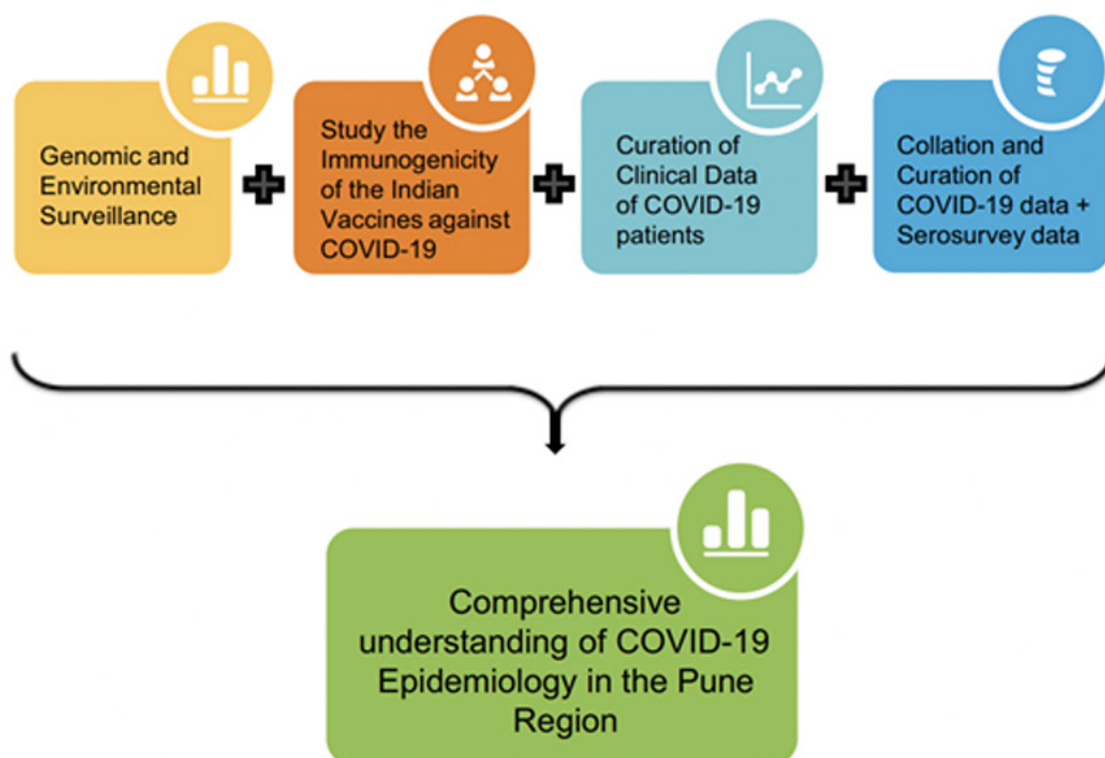 Genomic and
Environmental
Surveillance
Study the
Immunogenicity
of the Indian
Vaccines against
COVID-19
Curation of
Clinical Data
of COVID-19
patients
Collation and
Curation of
COVID-19 data +
Serosurvey data
Comprehensive
understanding of COVID-19
Epidemiology in the Pune
Region